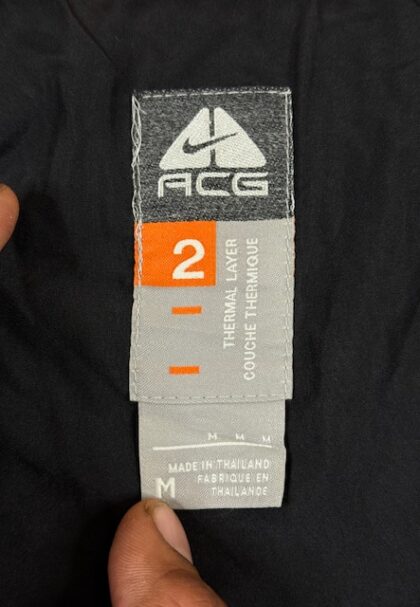 ACG
2
THERMAL LAYER
COUCHE THERMIQUE
M M M
MADE IN THAILAND
FABRIQUE EN
THAILANDE
M